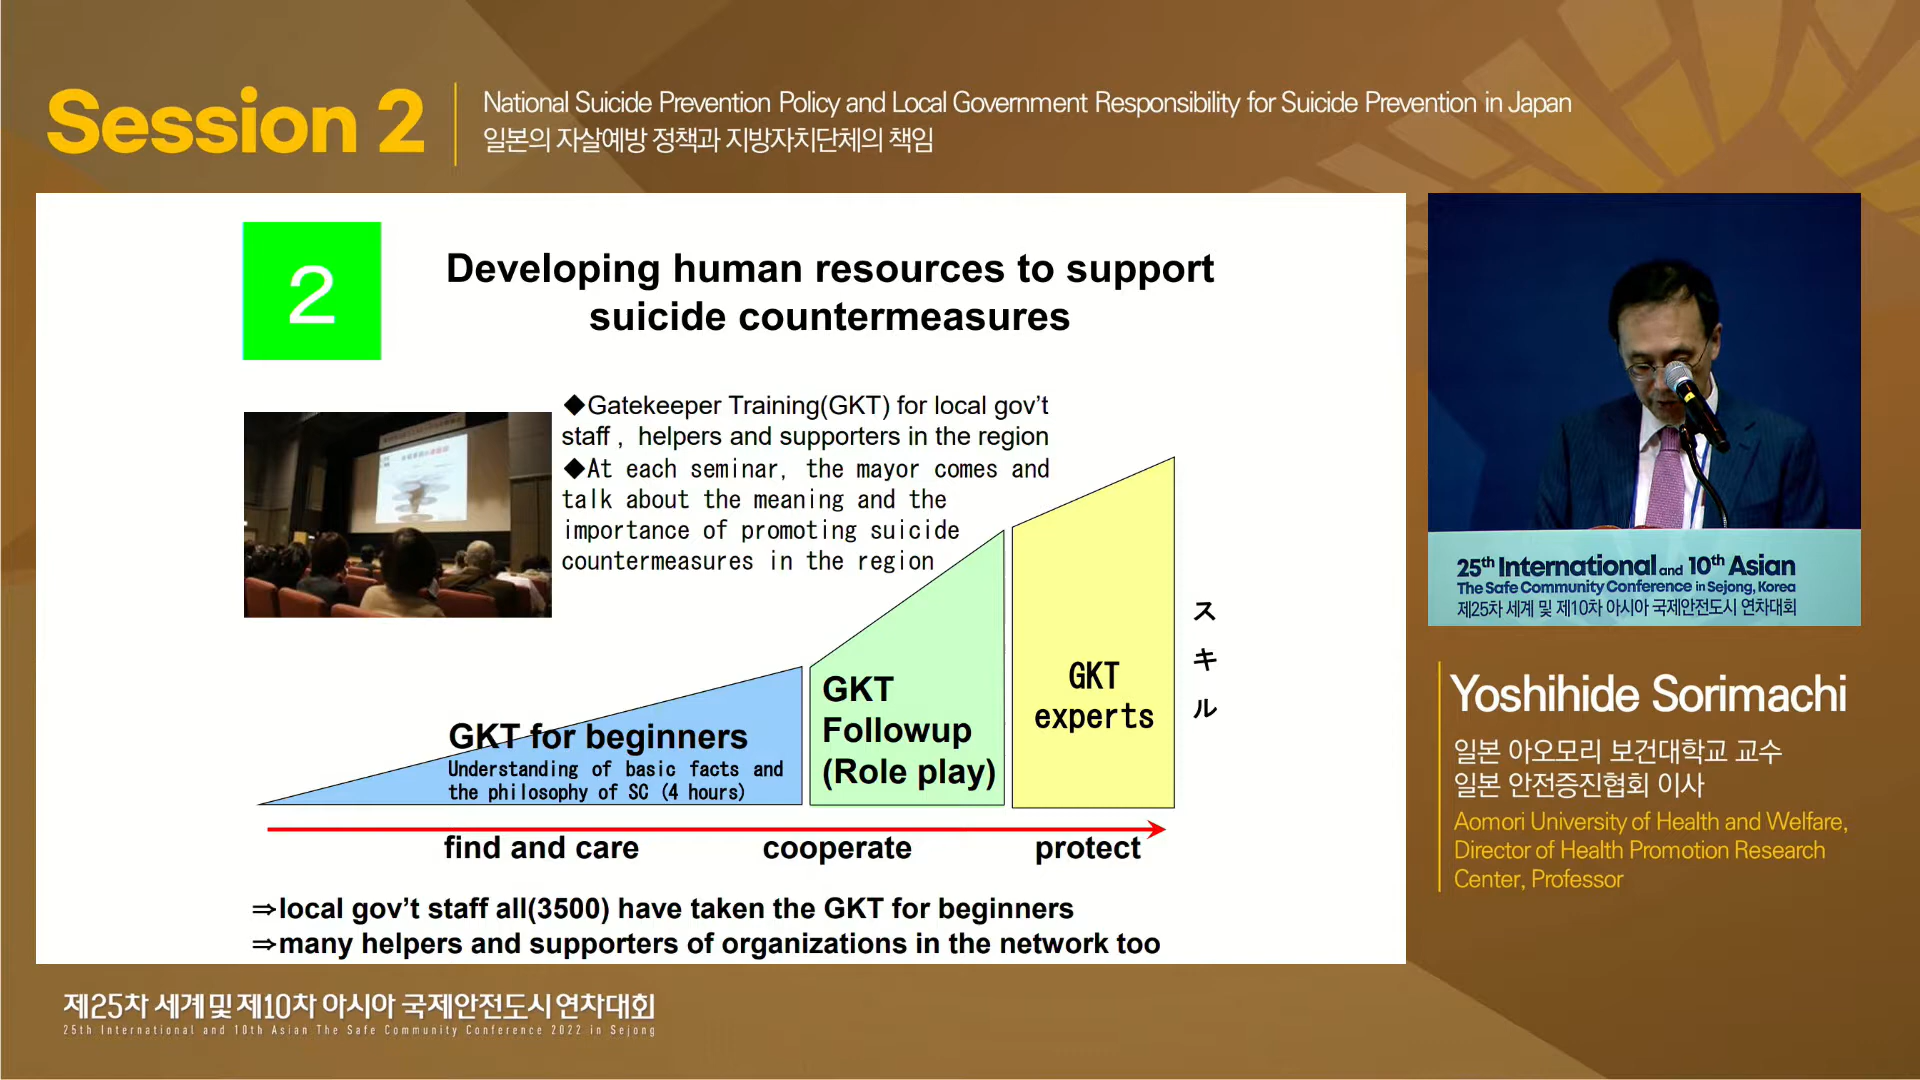 Session 2
National Suicide Prevention Policy and Local Government Responsibility for Suicide Prevention in Japan
일본의 자살예방 정책과 지방자치단체의 책임
2
Developing human resources to support
suicide countermeasures
◆Gatekeeper Training(GKT) for local gov’t
staff , helpers and supporters in the region
◆At each seminar, the mayor comes and
talk about the meaning and the
importance of promoting suicide
countermeasures in the region
GKT for beginners
Understanding of basic facts and
the philosophy of SC (4 hours)
GKT
Followup
(Role play)
GKT
experts
スキル
find and care
cooperate
protect
⇒local gov’t staff all(3500) have taken the GKT for beginners
⇒many helpers and supporters of organizations in the network too
25th International and 10th Asian
The Safe Community Conference in Sejong, Korea
제25차 세계 및 제10차 아시아 국제안전도시 연차대회
Yoshihide Sorimachi
일본 아오모리 보건대학교 교수
일본 안전증진협회 이사
Aomori University of Health and Welfare,
Director of Health Promotion Research
Center, Professor
제25차 세계 및 제10차 아시아 국제안전도시 연차대회
25th International and 10th Asian The Safe Community Conference 2022 in Sejong